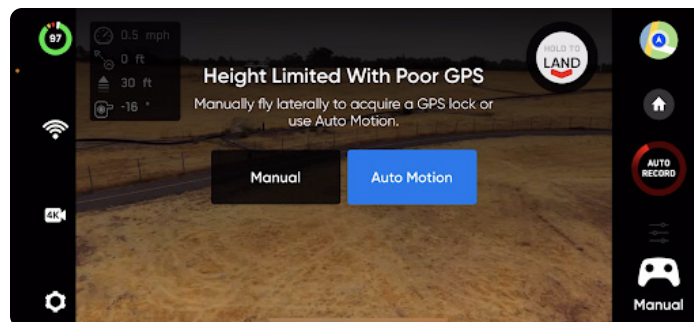 97
0.5 mph
0 ft
30 ft
-16 °
HOLD TO
LAND
Height Limited With Poor GPS
Manually fly laterally to acquire a GPS lock or
use Auto Motion.
Manual
Auto Motion
4K
AUTO
RECORD
Manual